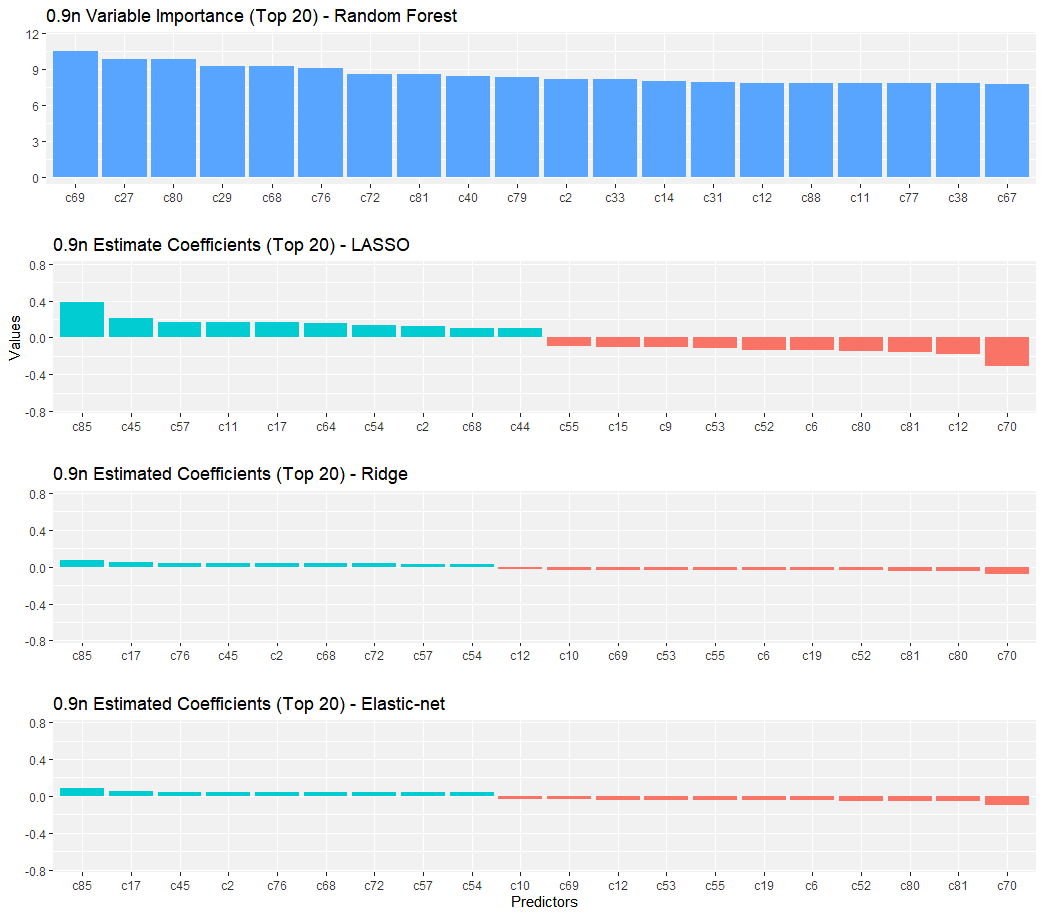 0.9n Variable Importance (Top 20) - Random Forest
12
9
6
3
0
c69 c27 c80 c29 c68 c76 c72 c81 c40 c79 c2 c33 c14 c31 c12 c88 c11 c77 c38 c67
0.9n Estimate Coefficients (Top 20) - LASSO
0.8
0.4
0.0
-0.4
-0.8
c85 c45 c57 c11 c17 c64 c54 c2 c68 c44 c55 c15 c9 c53 c52 c6 c80 c81 c12 c70
Values
0.9n Estimated Coefficients (Top 20) - Ridge
0.8
0.4
0.0
-0.4
-0.8
c85 c17 c76 c45 c2 c68 c72 c57 c54 c12 c10 c69 c53 c55 c6 c19 c52 c81 c80 c70
0.9n Estimated Coefficients (Top 20) - Elastic-net
0.8
0.4
0.0
-0.4
-0.8
c85 c17 c45 c2 c76 c68 c72 c57 c54 c10 c69 c12 c53 c55 c19 c6 c52 c80 c81 c70
Predictors